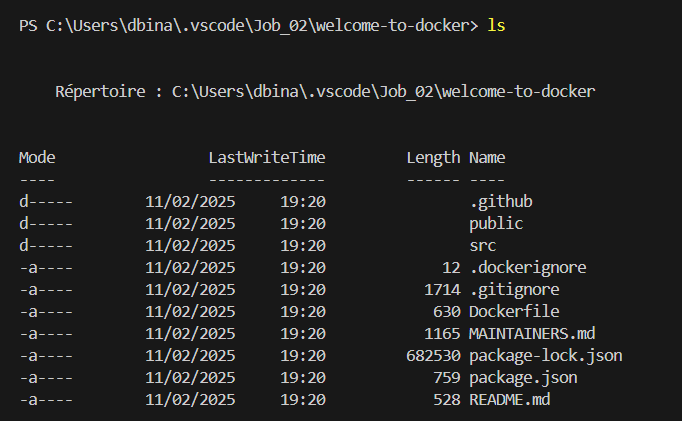 PS C:\Users\dbina\.vscode\Job_02\welcome-to-docker> ls
Répertoire : C:\Users\dbina\.vscode\Job_02\welcome-to-docker
Mode LastWriteTime Length Name
---- ------------- ------ ----
d----- 11/02/2025 19:20 .github
d----- 11/02/2025 19:20 public
d----- 11/02/2025 19:20 src
-a---- 11/02/2025 19:20 12 .dockerignore
-a---- 11/02/2025 19:20 1714 .gitignore
-a---- 11/02/2025 19:20 630 Dockerfile
-a---- 11/02/2025 19:20 1165 MAINTAINERS.md
-a---- 11/02/2025 19:20 682530 package-lock.json
-a---- 11/02/2025 19:20 759 package.json
-a---- 11/02/2025 19:20 528 README.md